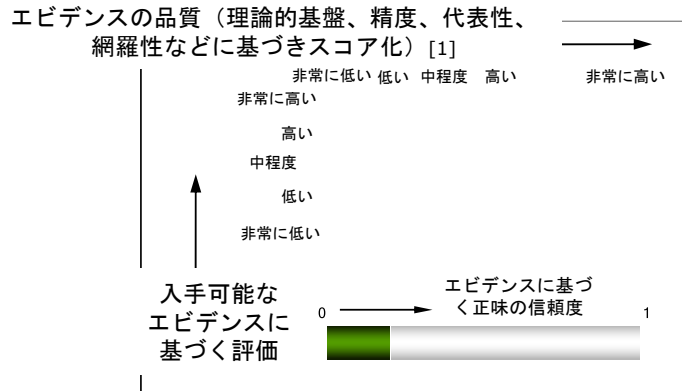 エビデンスの品質（理論的基盤、精度、代表性、
網羅性などに基づきスコア化）[1]
非常に低い 低い 中程度 高い 非常に高い
非常に高い
高い
中程度
低い
非常に低い
入手可能な
エビデンスに
基づく評価
エビデンスに基づ
く正味の信頼度
0
1